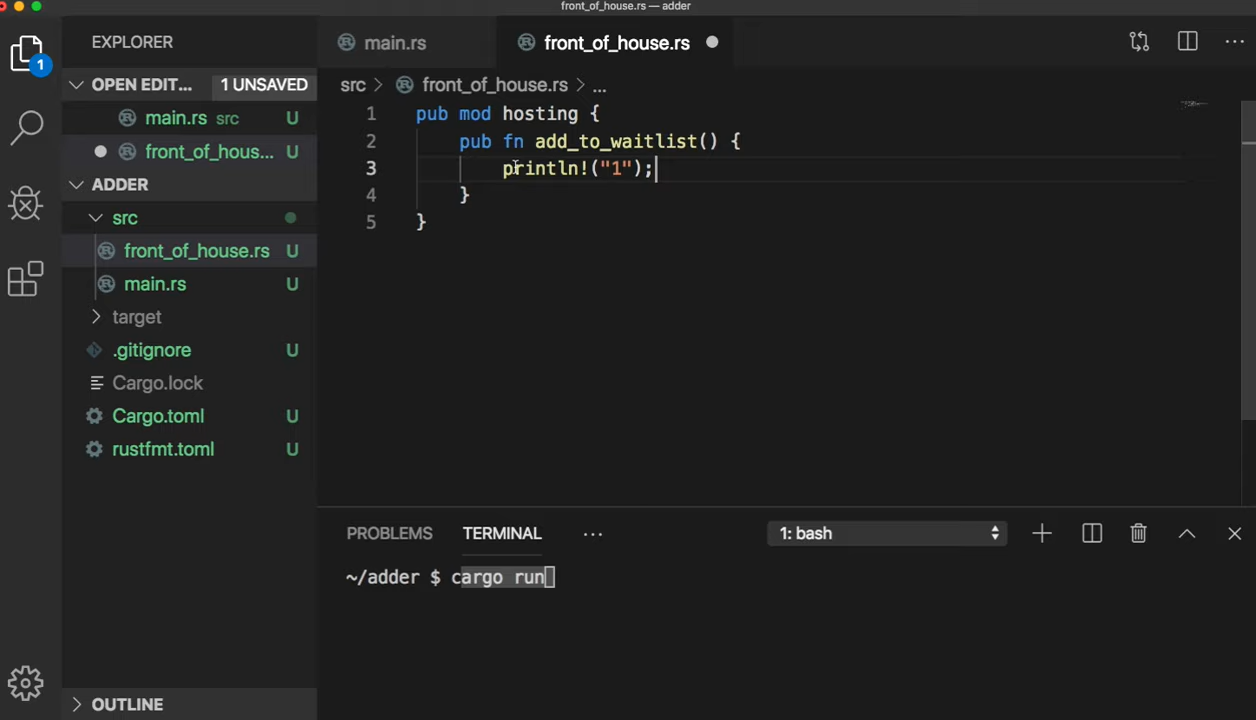 front_of_house.rs — adder
EXPLORER
main.rs
front_of_house.rs
1
OPEN EDIT... 1 UNSAVED
main.rs src U
front_of_hous... U
ADDER
src
front_of_house.rs U
main.rs U
target
.gitignore U
Cargo.lock
Cargo.toml U
rustfmt.toml U
OUTLINE
src > front_of_house.rs > ...
1 pub mod hosting {
2 pub fn add_to_waitlist() {
3 println!("1");
4 }
5 }
PROBLEMS TERMINAL ... 1: bash
~/adder $ cargo run